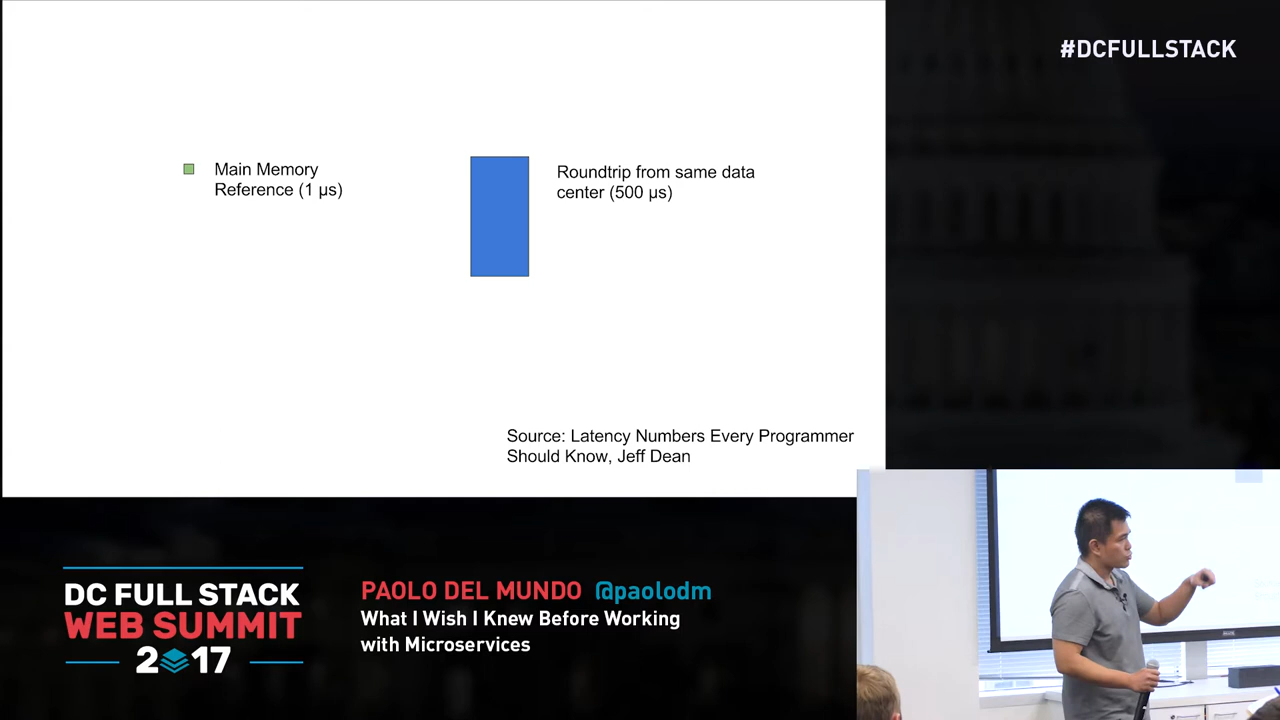 #DCFULLSTACK
Main Memory
Reference (1 µs)
Roundtrip from same data
center (500 µs)
Source: Latency Numbers Every Programmer
Should Know, Jeff Dean
DC FULL STACK
WEB SUMMIT
2017
PAOLO DEL MUNDO @paolodm
What I Wish I Knew Before Working
with Microservices